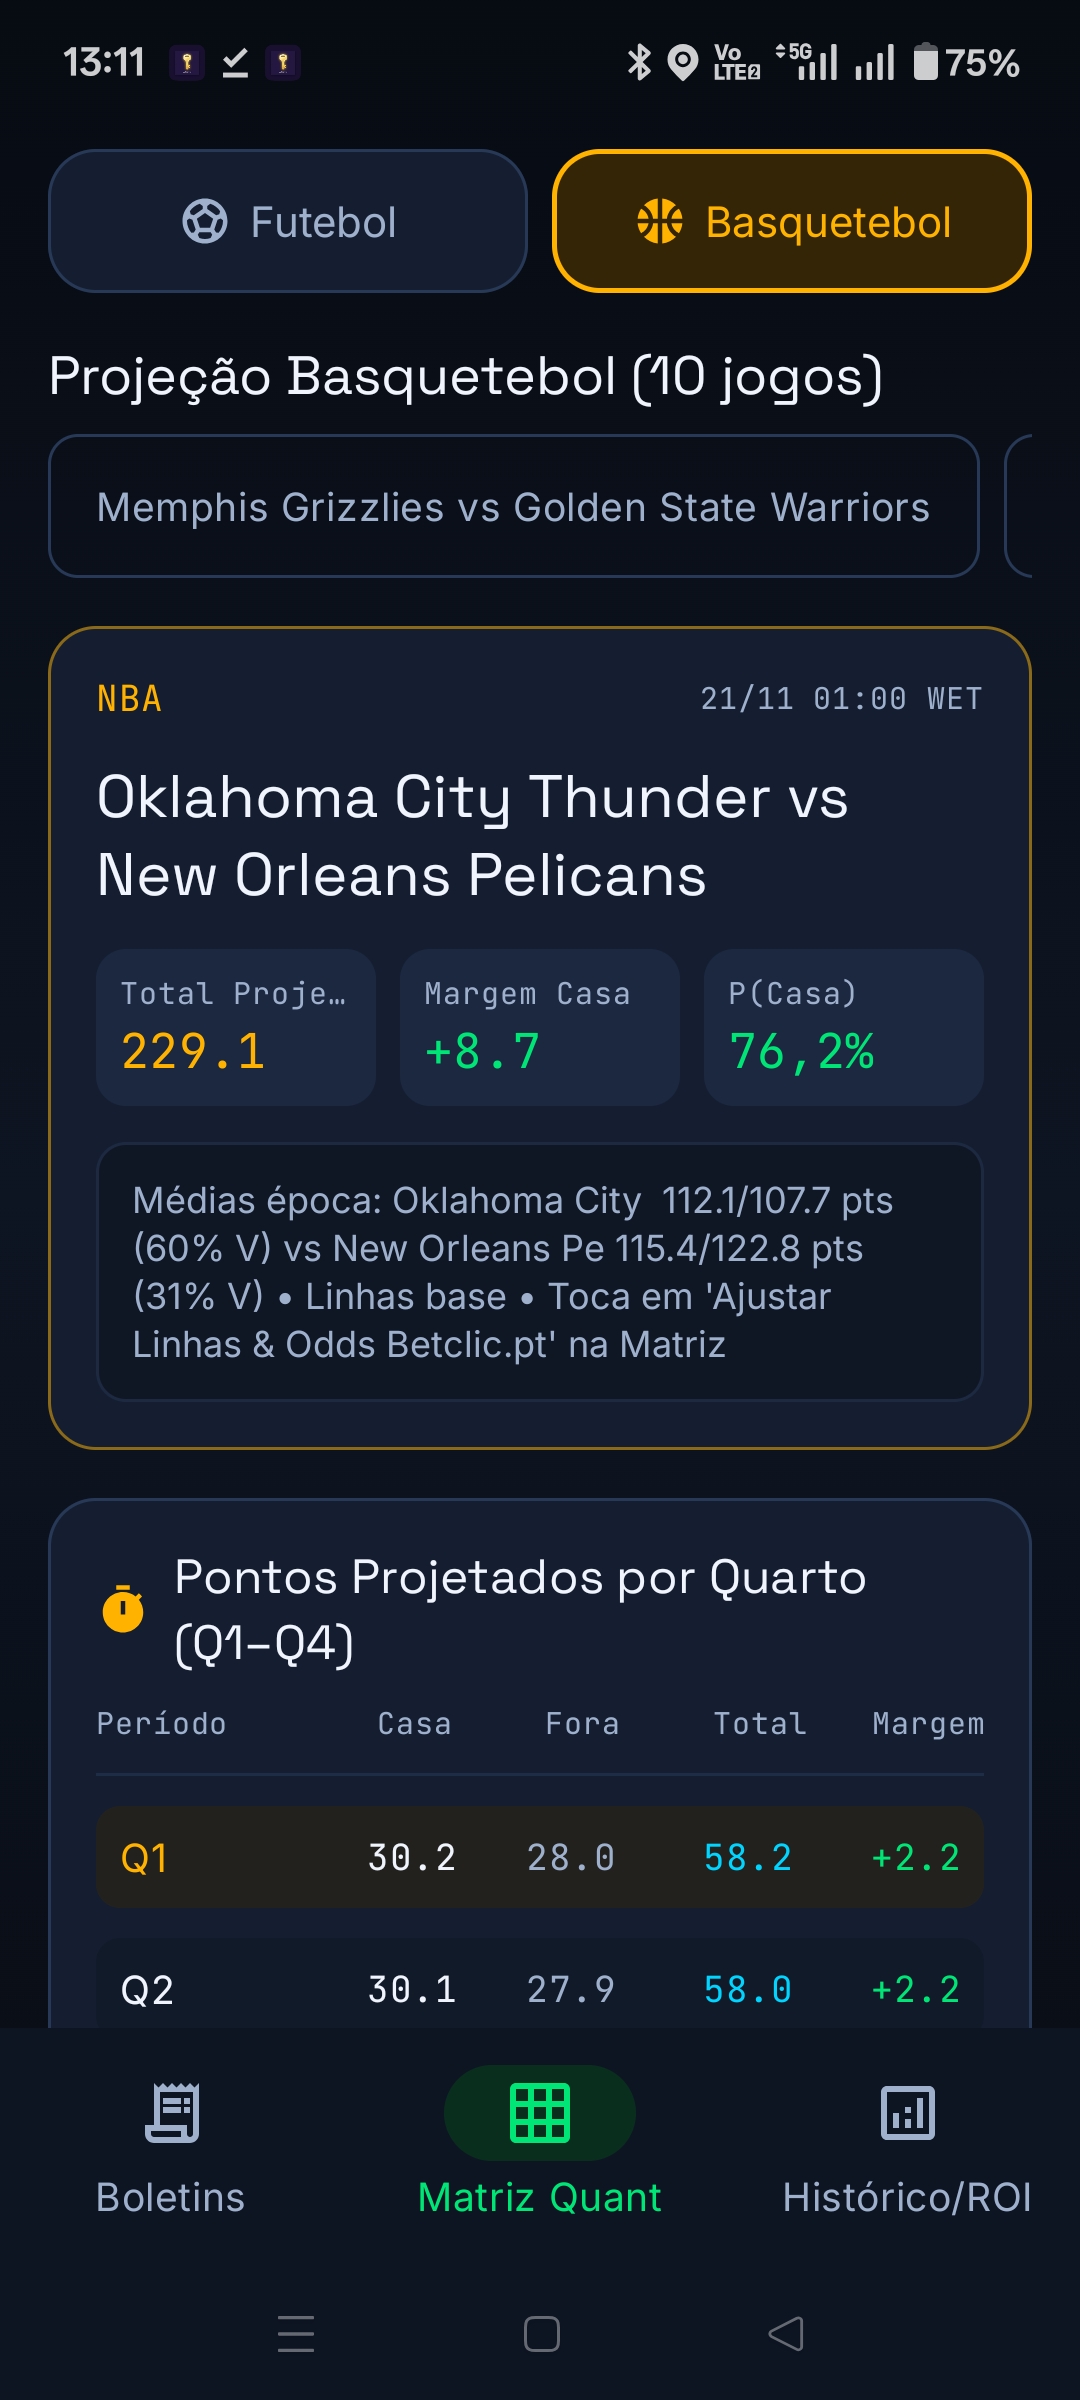 13:11
Vo LTE2 5G 75%
Futebol
Basquetebol
Projeção Basquetebol (10 jogos)
Memphis Grizzlies vs Golden State Warriors
NBA
21/11 01:00 WET
Oklahoma City Thunder vs
New Orleans Pelicans
Total Proje… Margem Casa P(Casa)
229.1 +8.7 76,2%
Médias época: Oklahoma City  112.1/107.7 pts
(60% V) vs New Orleans Pe 115.4/122.8 pts
(31% V) • Linhas base • Toca em 'Ajustar
Linhas & Odds Betclic.pt' na Matriz
Pontos Projetados por Quarto
(Q1–Q4)
Período Casa Fora Total Margem
Q1 30.2 28.0 58.2 +2.2
Q2 30.1 27.9 58.0 +2.2
Boletins Matriz Quant Histórico/ROI